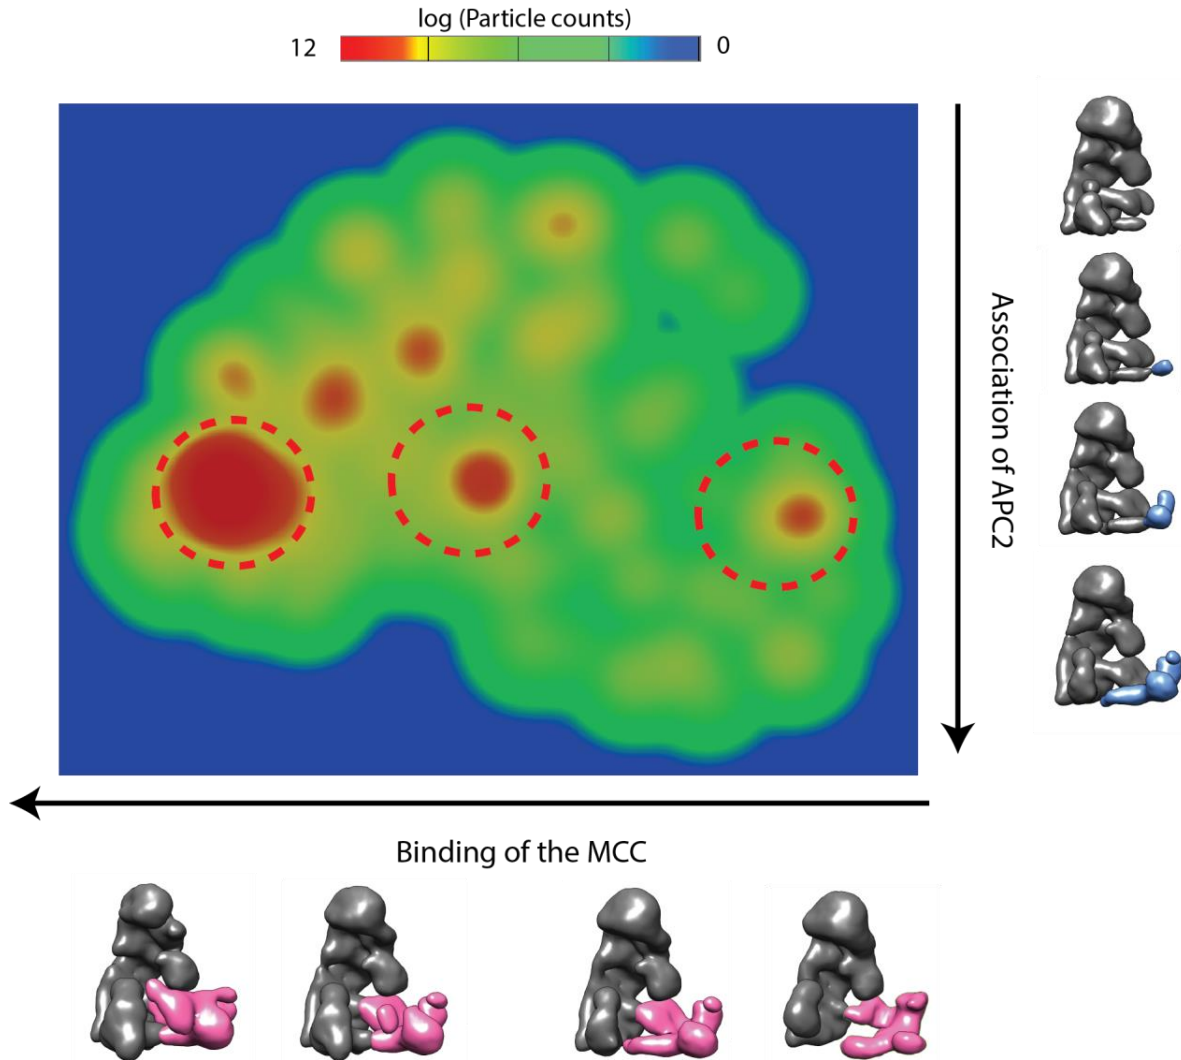 log (Particle counts)
12
0
Association of APC2
Binding of the MCC